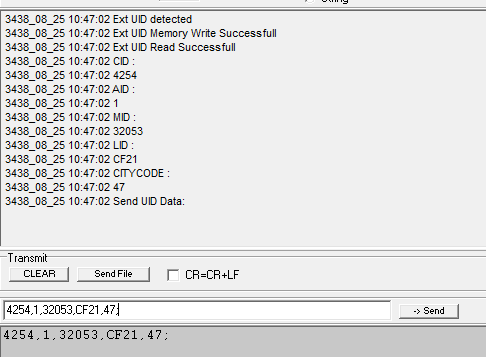 3438_08_25 10:47:02 Ext UID detected
3438_08_25 10:47:02 Ext UID Memory Write Successfull
3438_08_25 10:47:02 Ext UID Read Successfull
3438_08_25 10:47:02 CID :
3438_08_25 10:47:02 4254
3438_08_25 10:47:02 AID :
3438_08_25 10:47:02 1
3438_08_25 10:47:02 MID :
3438_08_25 10:47:02 32053
3438_08_25 10:47:02 LID :
3438_08_25 10:47:02 CF21
3438_08_25 10:47:02 CITYCODE :
3438_08_25 10:47:02 47
3438_08_25 10:47:02 Send UID Data:
Transmit
CLEAR Send File CR=CR+LF
4254,1,32053,CF21,47; -> Send
4254,1,32053,CF21,47;